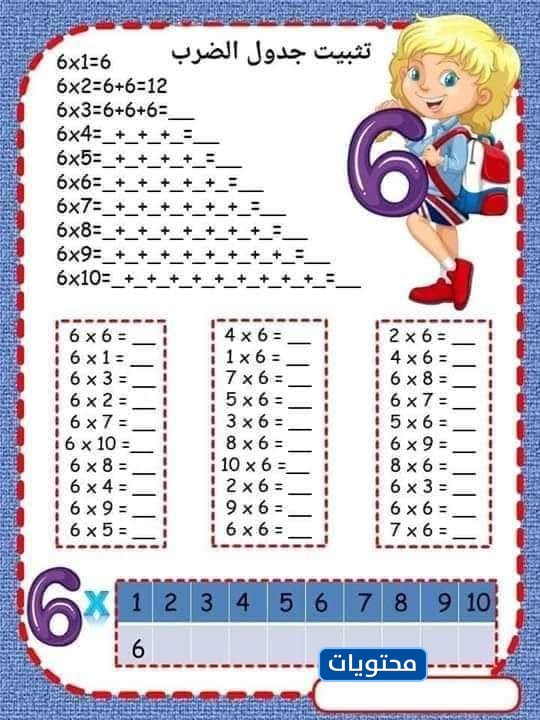 تثبيت جدول الضرب
6x1=6
6x2=6+6=12
6x3=6+6+6=__
6x4=_+_+_+_=__
6x5=_+_+_+_+_=__
6x6=_+_+_+_+_+_=__
6x7=_+_+_+_+_+_+_=__
6x8=_+_+_+_+_+_+_+_=__
6x9=_+_+_+_+_+_+_+_+_=__
6x10=_+_+_+_+_+_+_+_+_+_=__
6
6 x 6 = __
6 x 1 = __
6 x 3 = __
6 x 2 = __
6 x 7 = __
6 x 10 =__
6 x 8 = __
6 x 4 = __
6 x 9 = __
6 x 5 = __
4 x 6 = __
1 x 6 = __
7 x 6 = __
5 x 6 = __
3 x 6 = __
8 x 6 = __
10 x 6 =__
2 x 6 = __
9 x 6 = __
6 x 6 = __
2 x 6 = __
4 x 6 = __
6 x 8 = __
6 x 7 = __
5 x 6 = __
6 x 9 = __
8 x 6 = __
6 x 3 = __
6 x 6 = __
7 x 6 = __
6 x 1 2 3 4 5 6 7 8 9 10
6
محتويات